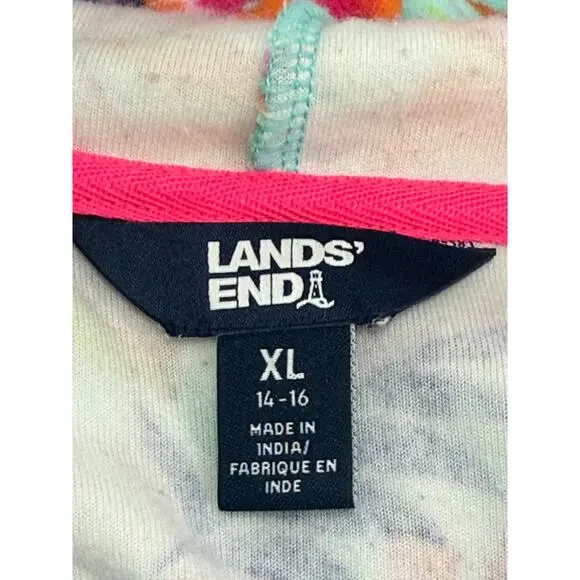 LANDS'
END
XL
14-16
MADE IN
INDIA/
FABRIQUE EN
INDE